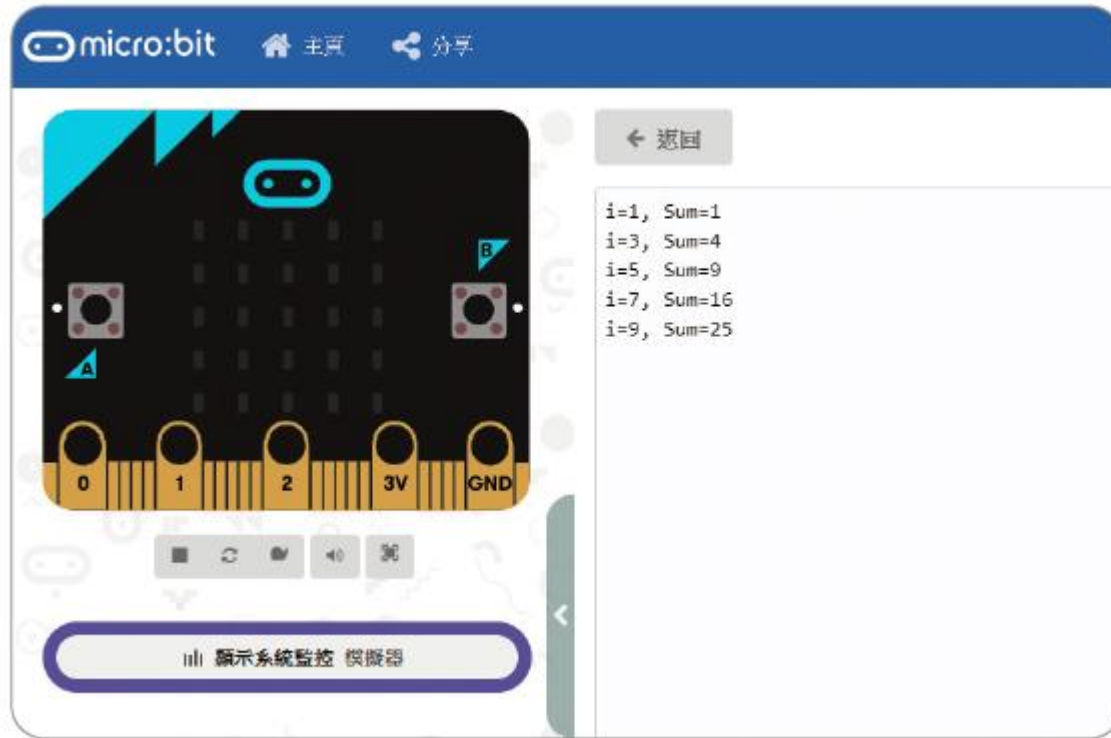 micro:bit 主頁 分享
返回
i=1, Sum=1
i=3, Sum=4
i=5, Sum=9
i=7, Sum=16
i=9, Sum=25
B
A
0 1 2 3V GND
顯示系統監控 模擬器